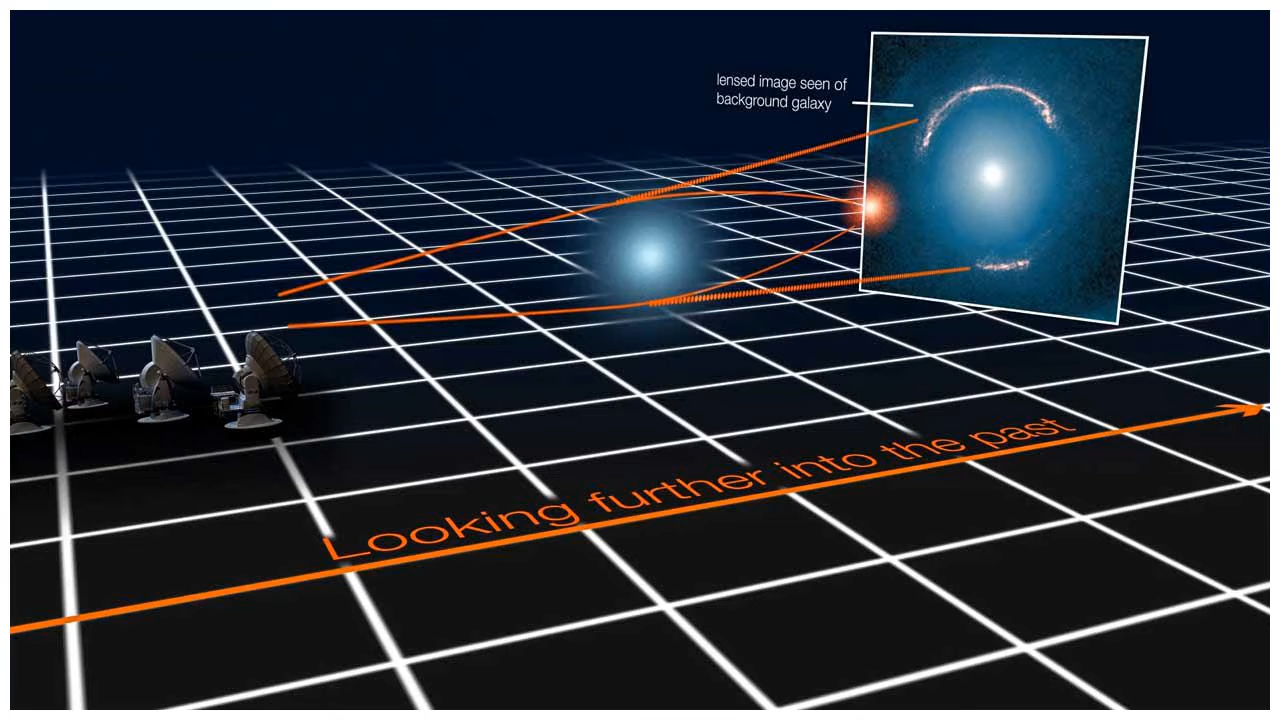 lensed image seen of
background galaxy
Looking further into the past